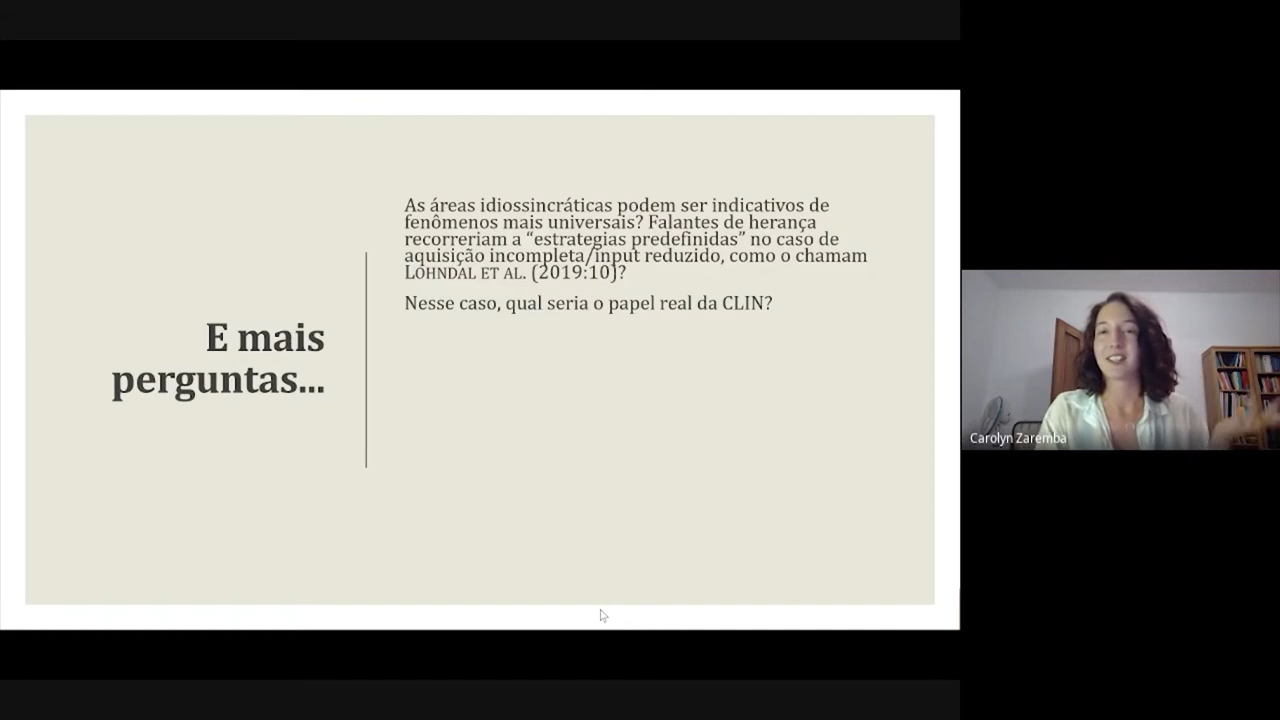 E mais
perguntas...
As áreas idiossincráticas podem ser indicativos de
fenômenos mais universais? Falantes de herança
recorreriam a “estrategias predefinidas” no caso de
aquisição incompleta/input reduzido, como o chamam
LOHNDAL ET AL. (2019:10)?
Nesse caso, qual seria o papel real da CLIN?
Carolyn Zaremba